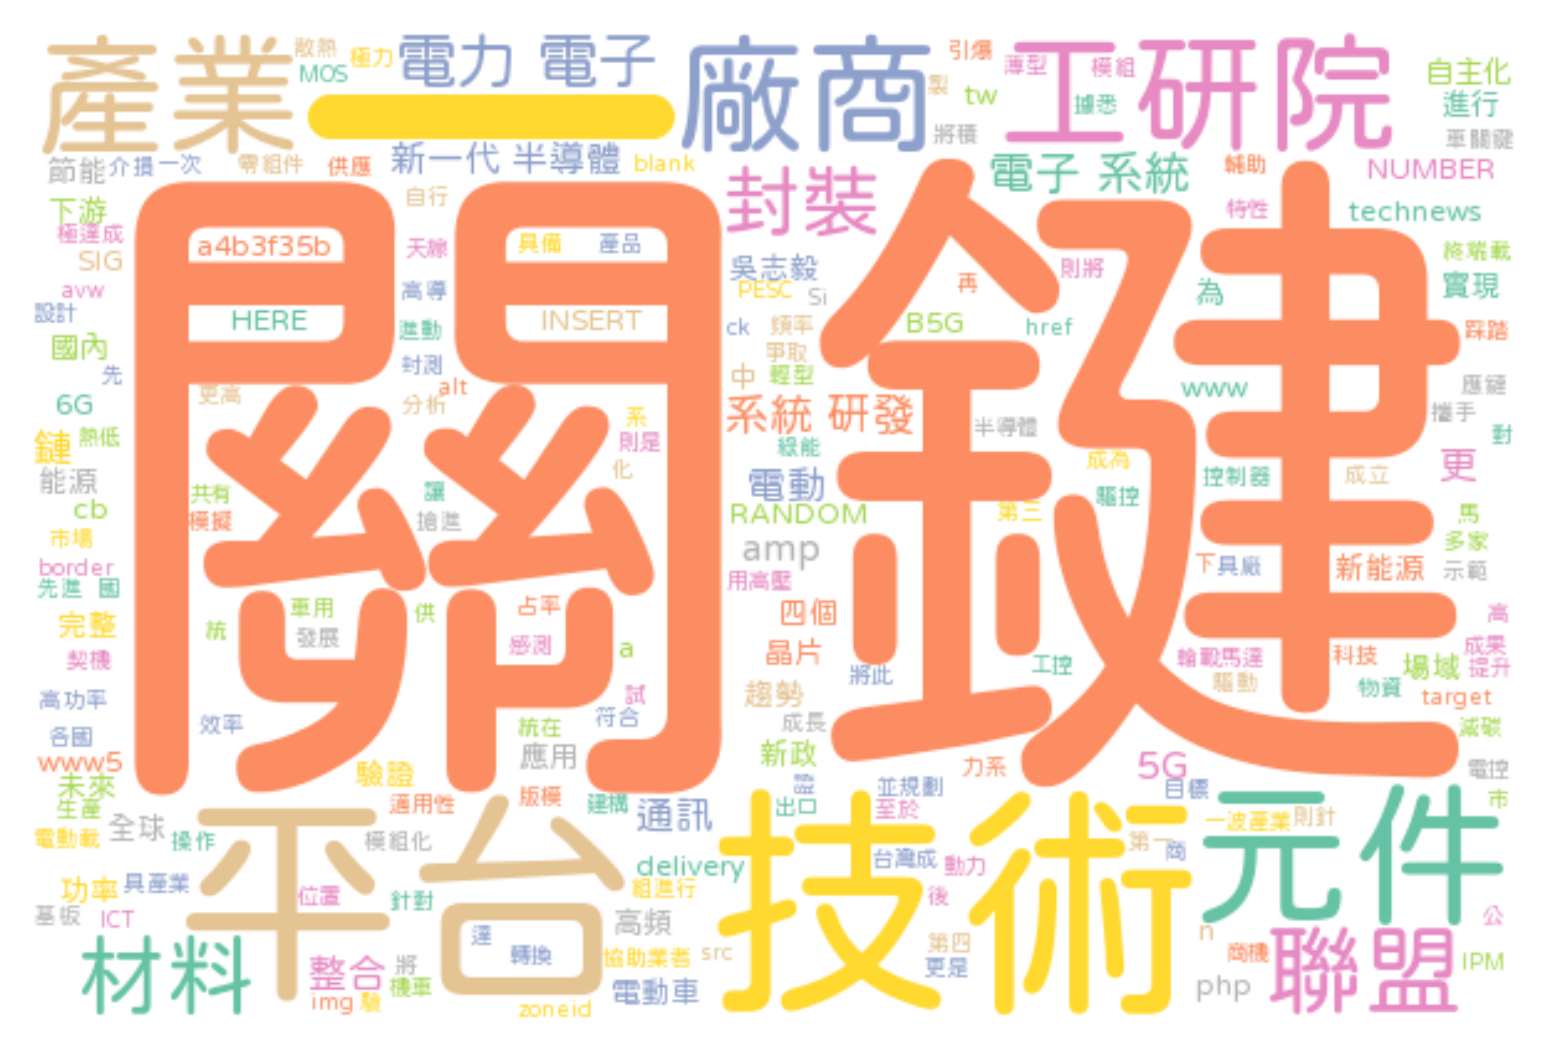 產業
散熱
MOS
極力
電力 電子
一
廠商
製
引爆
tw
將積
工研院
薄型
模組
據悉
自主化
進行
車關鍵
節能
介損一次
零組件
供應
新一代 半導體
blank
封裝
電子 系統
輔助
NUMBER
下游
極達成
SIG
avw
設計
國內
先
6G
鏈
熱低
能源
cb
市場
border
先進 國
完整
契機
高功率
各國
www5
未來
生產
電動載
關鍵
a4b3f35b
HERE
自行
天線
高導
進動
封測
alt
分析
更高
具備
產品
INSERT
系
則是
化
共有
模擬
讓
搶進
統
車用
發展
供
占率
感測
a
試
符合
統在
應用
效率
驗證
適用性
版模
建構
吳志毅
PESC
Si
ck
頻率
爭取
中
輕型
系統 研發
綠能
電動
RANDOM
amp
用高壓
四個
晶片
將此
趨勢
成長
新政
證
出口
再
則將
B5G
href
半導體
成為
第三
驅控
工控
力系
並規劃
至於
特性
technews
終端載
為
實現
踩踏
www
應鏈
攜手
對
控制器
成立
更
馬
多家
下
具廠
新能源
示範
高
成果
提升
輪轂馬達
驅動
科技
場域
物資
target
減碳
5G
目標
電控
市
全球
操作
功率
具產業
基板
ICT
材料
平台
模組化
位置
針對
整合
將
img
驗
機車
達
轉換
zoneid
通訊
delivery
組進行
高頻
協助業者
src
電動車
技術
台灣成
動力
後
第四
更是
第一
商
一波產業
則針
元件
公
n
商機
php
聯盟
IPM